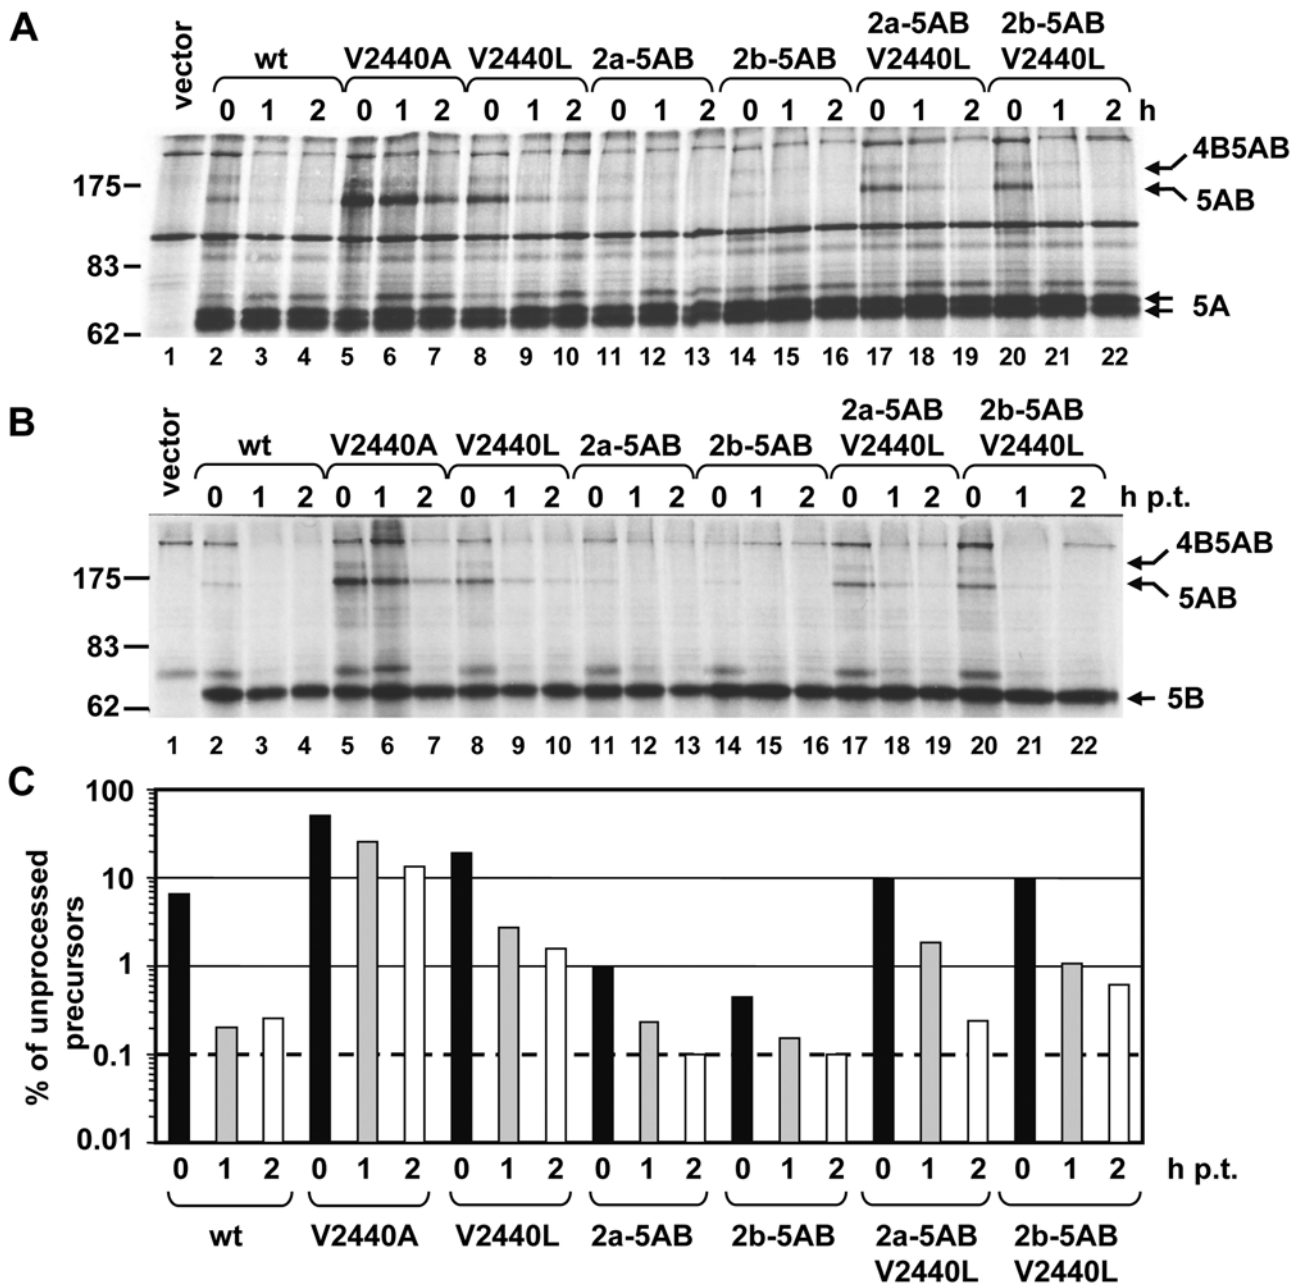 A
vector
wt V2440A V2440L 2a-5AB 2b-5AB 2a-5AB V2440L 2b-5AB V2440L
0 1 2 0 1 2 0 1 2 0 1 2 0 1 2 0 1 2 0 1 2 h
4B5AB
175
5AB
83
5A
62
1 2 3 4 5 6 7 8 9 10 11 12 13 14 15 16 17 18 19 20 21 22
B
vector
wt V2440A V2440L 2a-5AB 2b-5AB 2a-5AB V2440L 2b-5AB V2440L
0 1 2 0 1 2 0 1 2 0 1 2 0 1 2 0 1 2 0 1 2 h p.t.
4B5AB
175
5AB
83
5B
62
1 2 3 4 5 6 7 8 9 10 11 12 13 14 15 16 17 18 19 20 21 22
C
% of unprocessed
precursors
100
10
1
0.1
0.01
0 1 2 0 1 2 0 1 2 0 1 2 0 1 2 0 1 2 0 1 2 h p.t.
wt V2440A V2440L 2a-5AB 2b-5AB 2a-5AB V2440L 2b-5AB V2440L